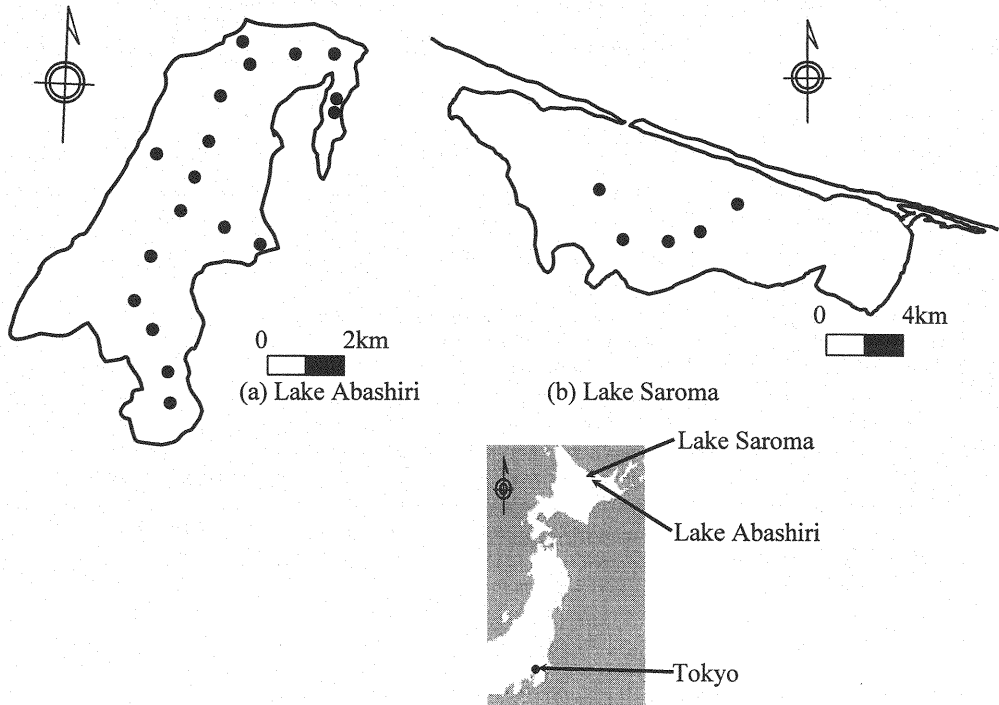 0 2km
(a) Lake Abashiri
0 4km
(b) Lake Saroma
Lake Saroma
Lake Abashiri
Tokyo